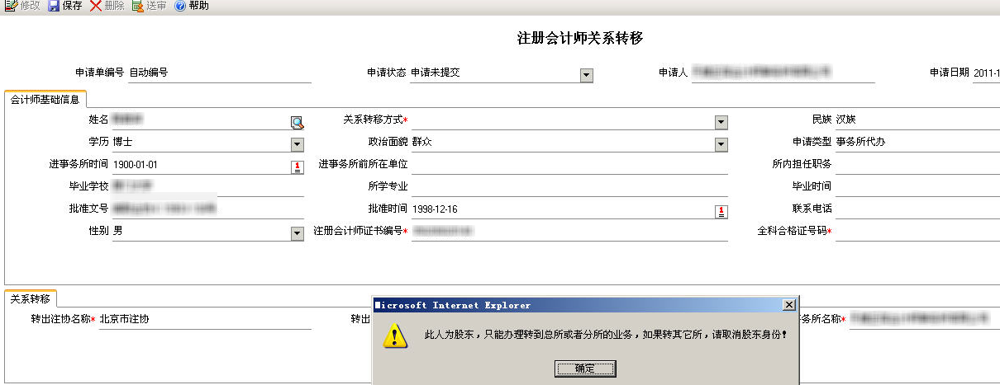 修改 保存 删除 送审 帮助
注册会计师关系转移
申请单编号 自动编号 申请状态 申请未提交 申请人 申请日期 2011-1
会计师基础信息
姓名 关系转移方式* 民族 汉族
学历 博士 政治面貌 群众 申请类型 事务所代办
进事务所时间 1900-01-01 进事务所前所在单位 所内担任职务
毕业学校 所学专业 毕业时间
批准文号 批准时间 1998-12-16 联系电话
性别 男 注册会计师证书编号* 全科合格证号码*
关系转移
转出注协名称* 北京市注协 转出 务所名称*
Microsoft Internet Explorer
此人为股东，只能办理转到总所或者分所的业务，如果转其它所，请取消股东身份!
确定